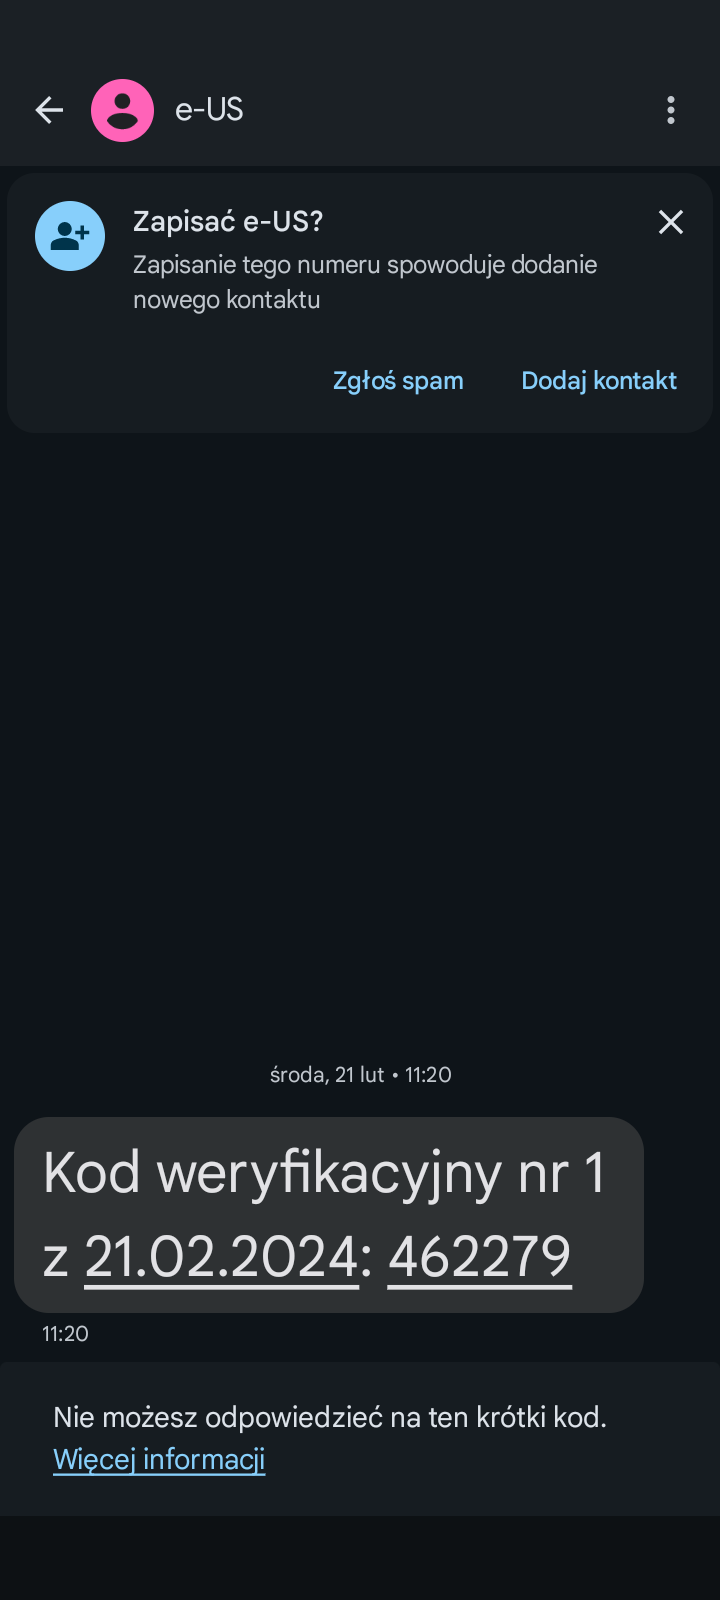 e-US
Zapisać e-US?
Zapisanie tego numeru spowoduje dodanie
nowego kontaktu
Zgłoś spam Dodaj kontakt
środa, 21 lut • 11:20
Kod weryfikacyjny nr 1
z 21.02.2024: 462279
11:20
Nie możesz odpowiedzieć na ten krótki kod.
Więcej informacji